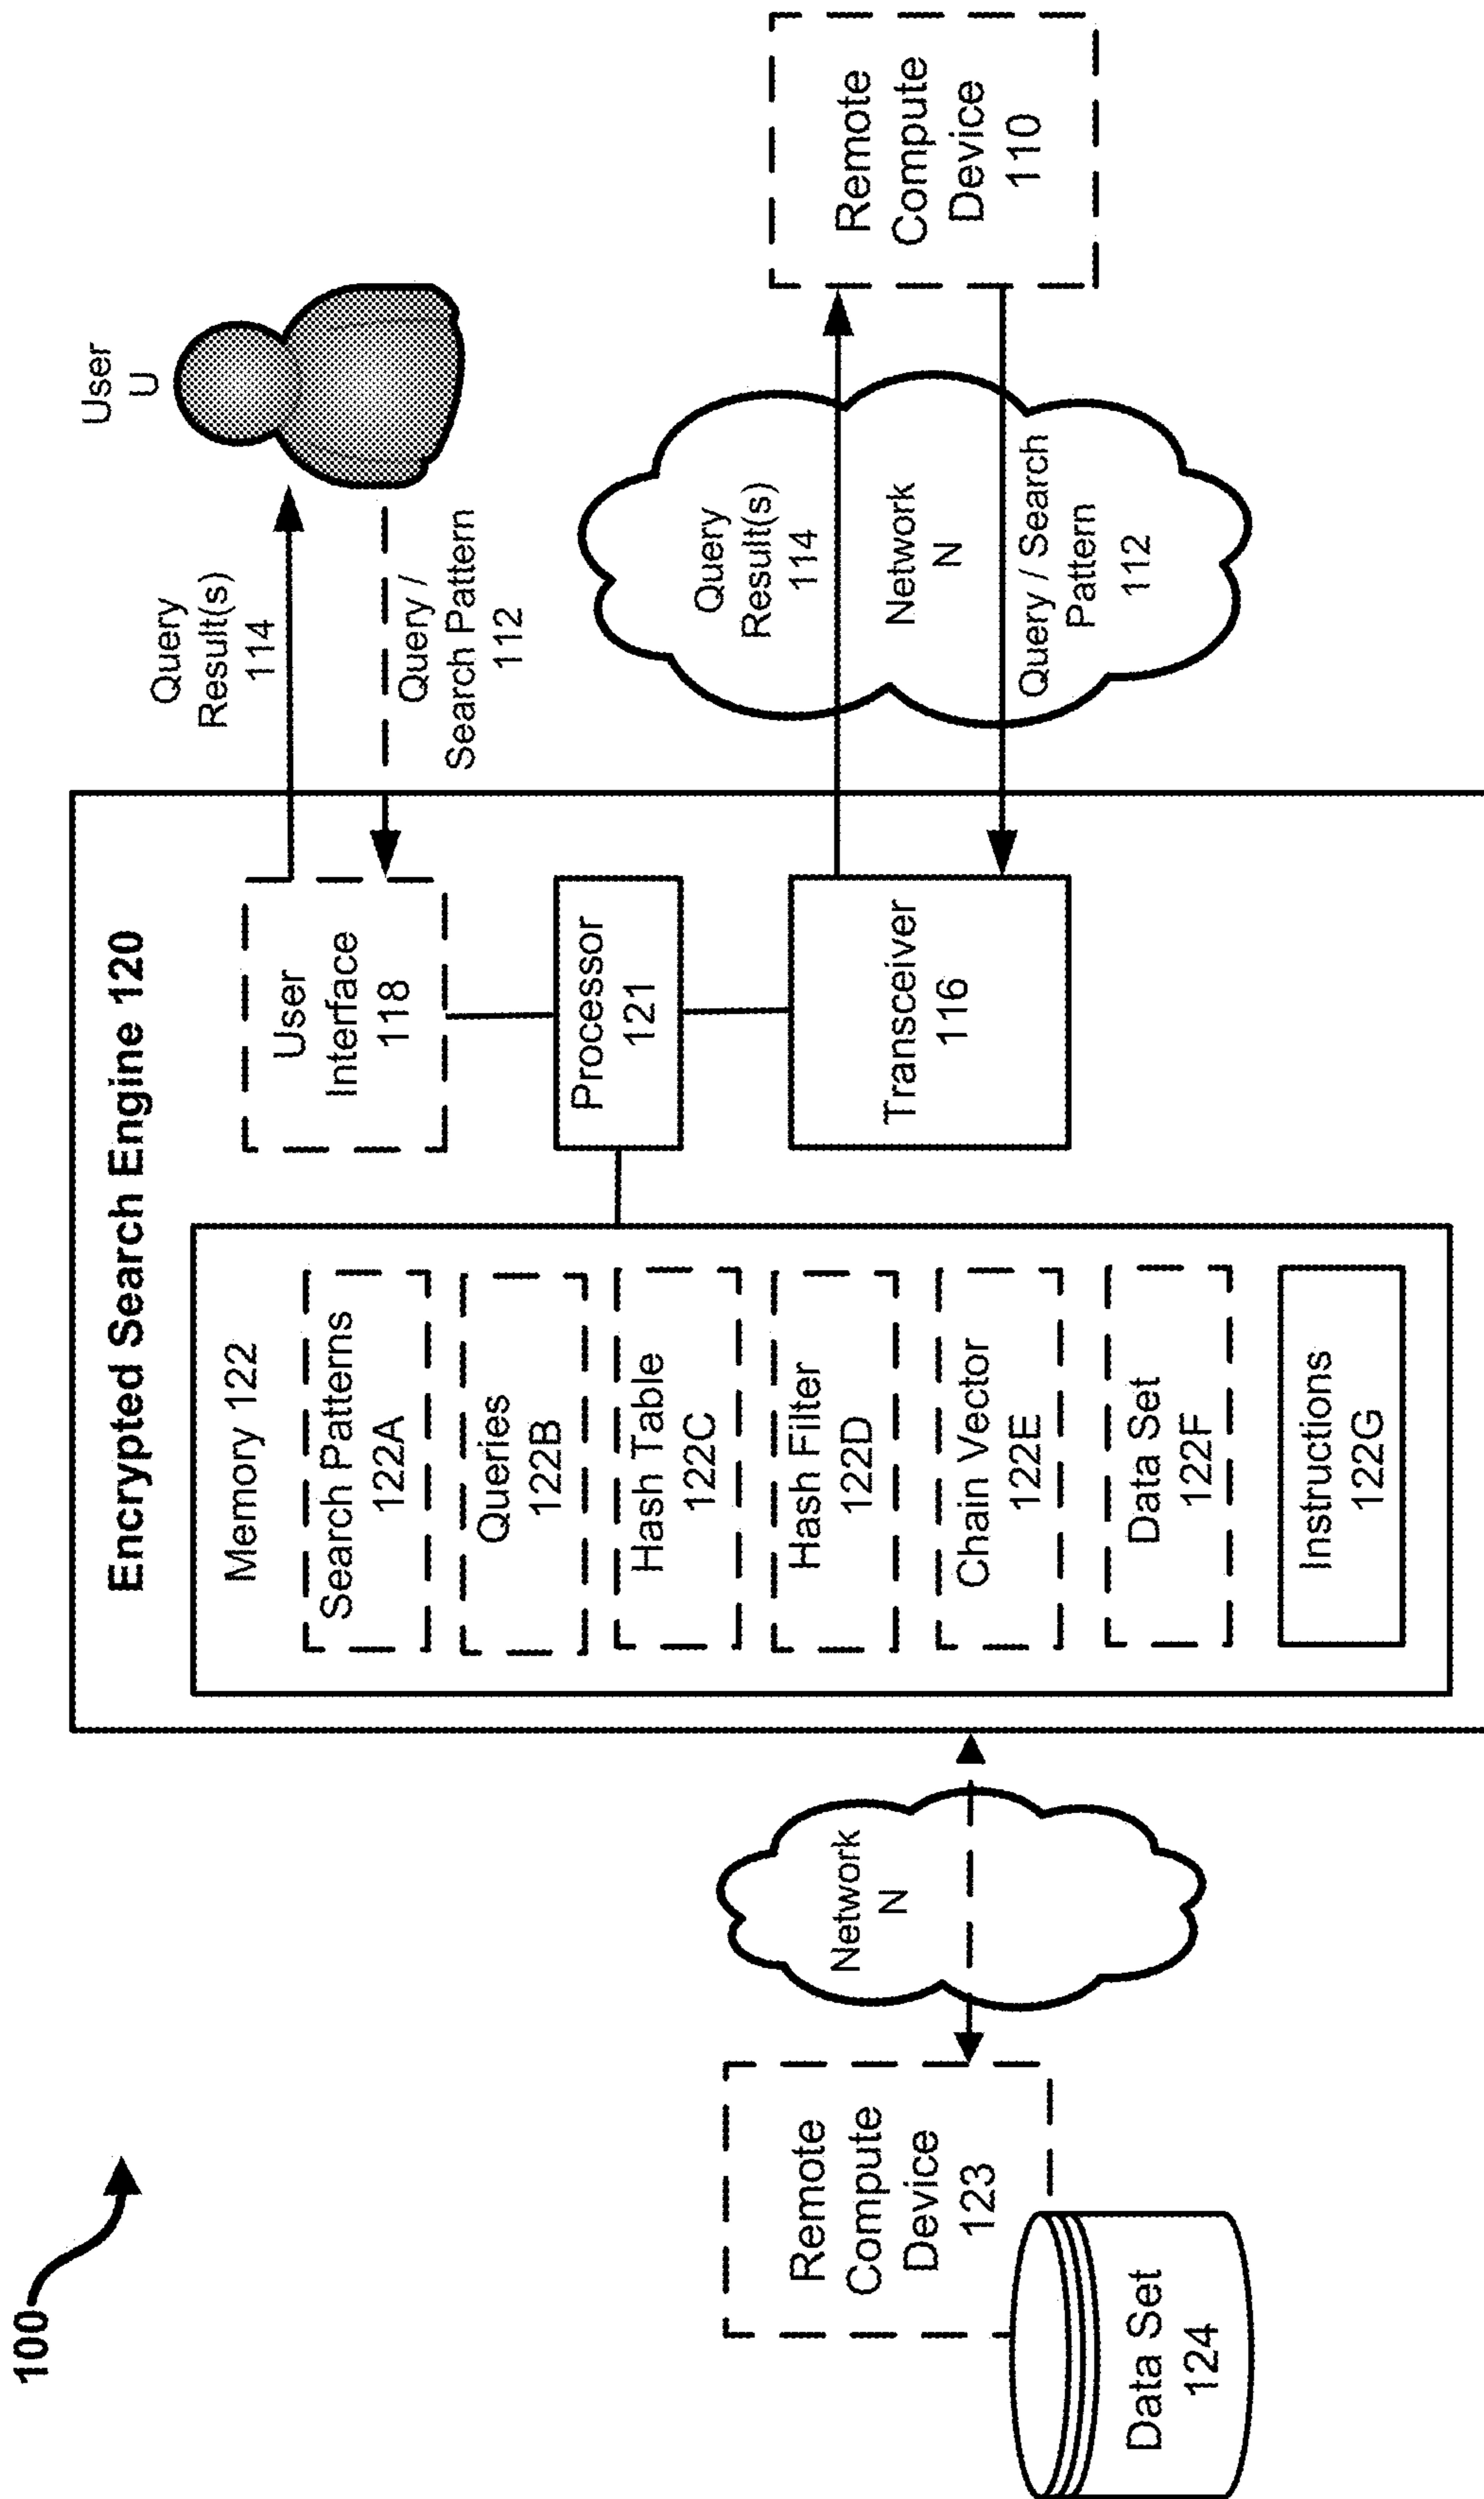 100
Remote
Compute
Device
123
Data Set
124
Network
N
Encrypted Search Engine 120
Memory 122
Search Patterns
122A
Queries
122B
Hash Table
122C
Hash Filter
122D
Chain Vector
122E
Data Set
122F
Instructions
122G
User
Interface
118
Processor
121
Transceiver
116
Query
Result(s)
114
Query /
Search Pattern
112
User
U
Query
Result(s)
114
Network
N
Query / Search
Pattern
112
Remote
Compute
Device
110